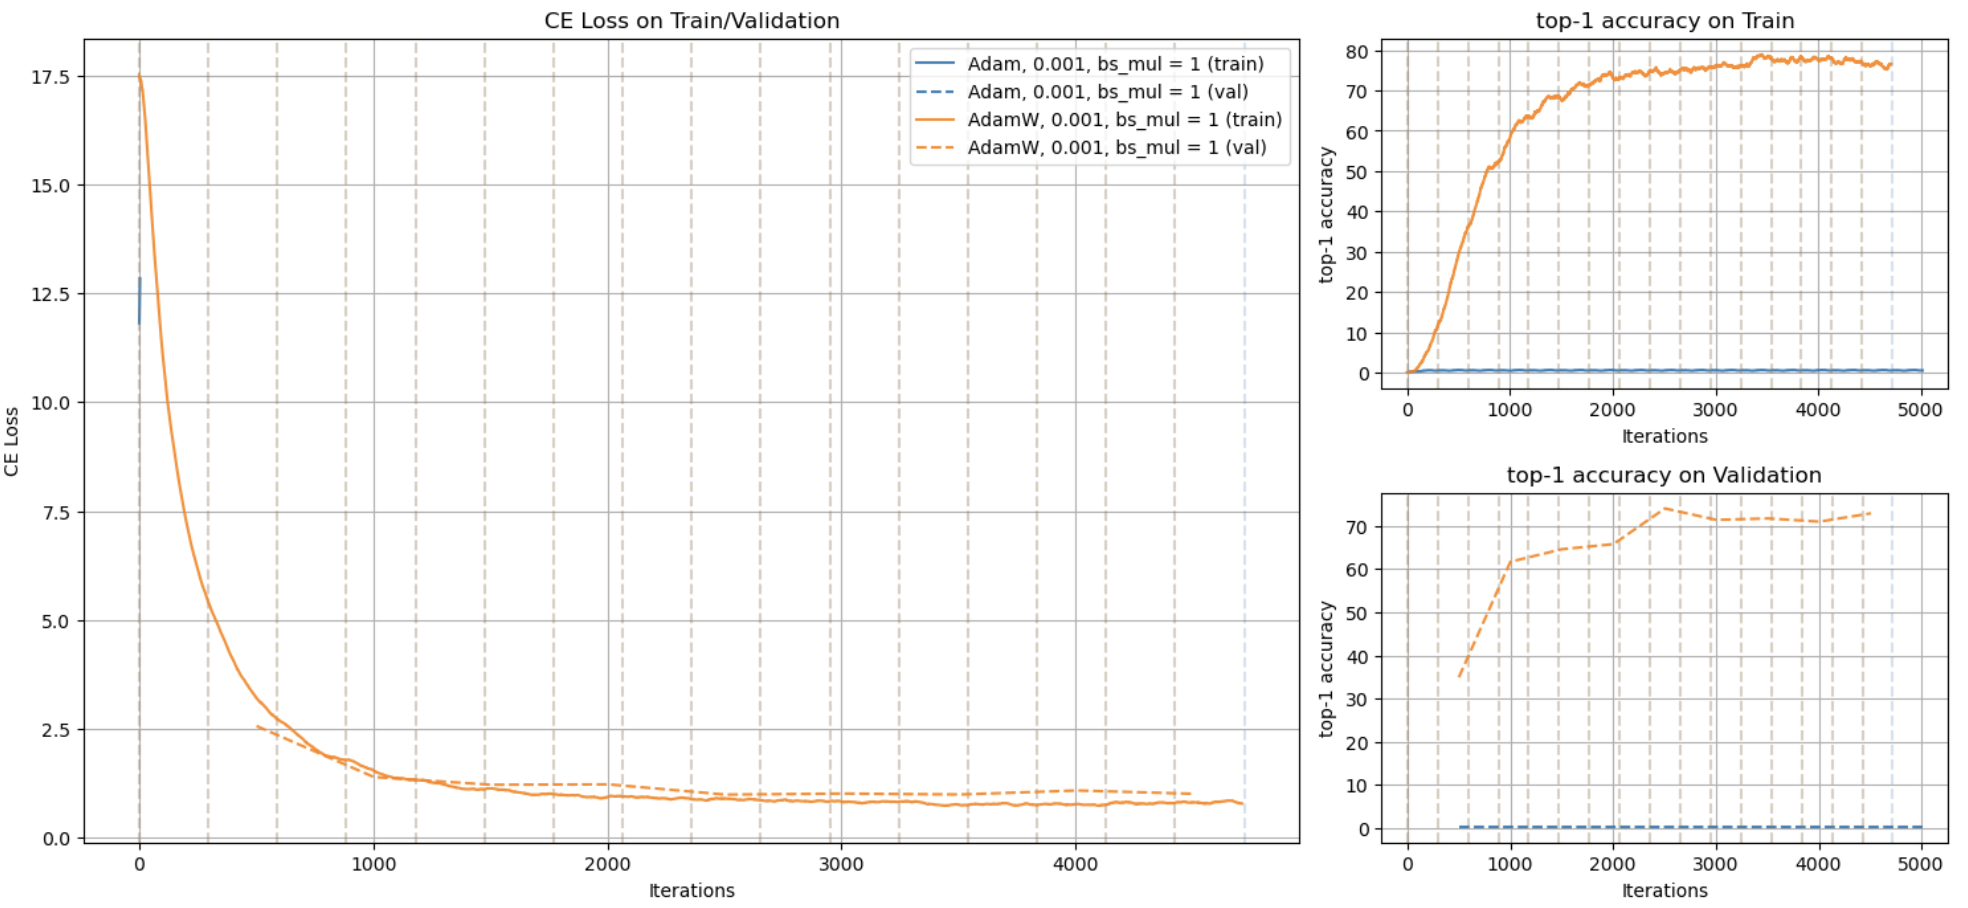 CE Loss on Train/Validation
CE Loss
17.5
15.0
12.5
10.0
7.5
5.0
2.5
0.0
0 1000 2000 3000 4000
Iterations
Adam, 0.001, bs_mul = 1 (train)
Adam, 0.001, bs_mul = 1 (val)
AdamW, 0.001, bs_mul = 1 (train)
AdamW, 0.001, bs_mul = 1 (val)
top-1 accuracy on Train
top-1 accuracy
80
70
60
50
40
30
20
10
0
0 1000 2000 3000 4000 5000
Iterations
top-1 accuracy on Validation
top-1 accuracy
70
60
50
40
30
20
10
0
0 1000 2000 3000 4000 5000
Iterations